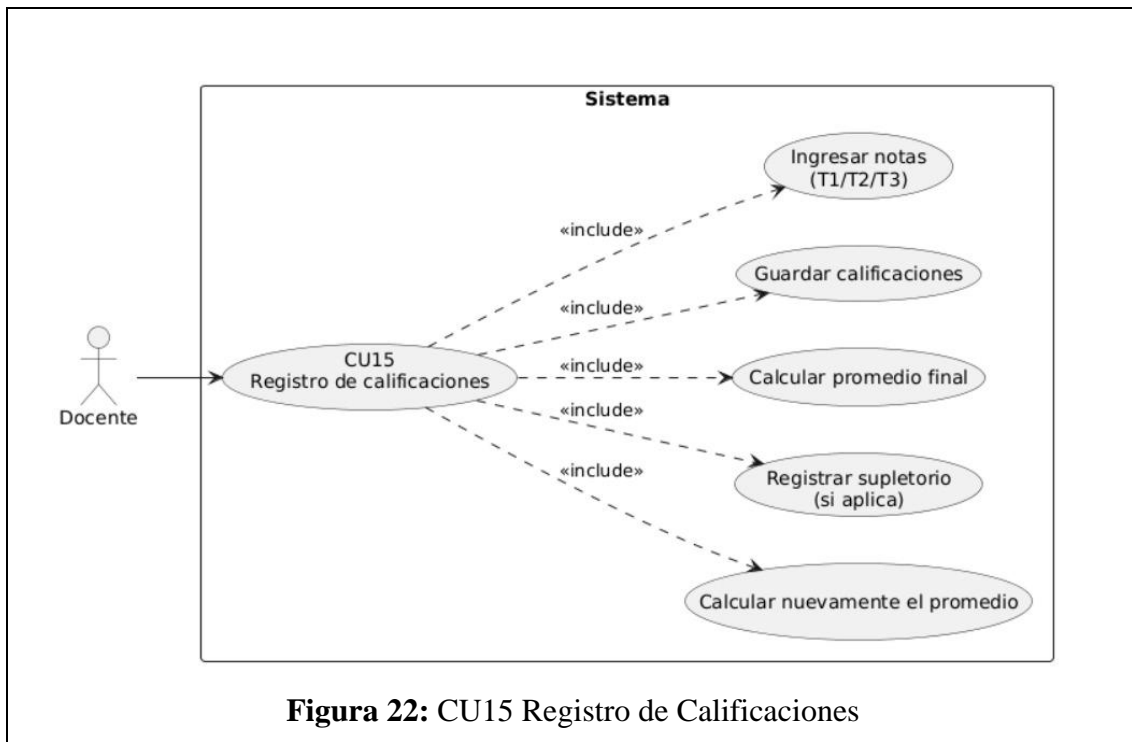 Sistema
Ingresar notas
(T1/T2/T3)
«include»
Guardar calificaciones
«include»
CU15
Registro de calificaciones
«include»
Calcular promedio final
Docente
«include»
Registrar supletorio
(si aplica)
«include»
Calcular nuevamente el promedio
Figura 22: CU15 Registro de Calificaciones